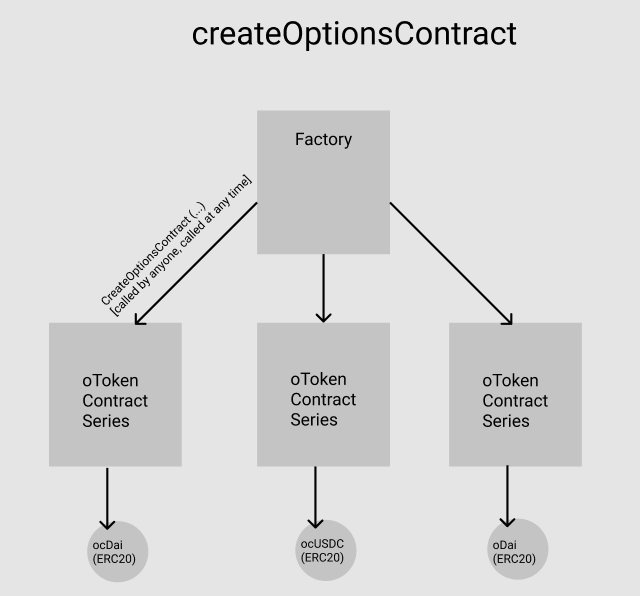 createOptionsContract
Factory
CreateOptionsContract (...)
[called by anyone, called at any time]
oToken
Contract
Series
oToken
Contract
Series
oToken
Contract
Series
ocDai
(ERC20)
ocUSDC
(ERC20)
oDai
(ERC20)